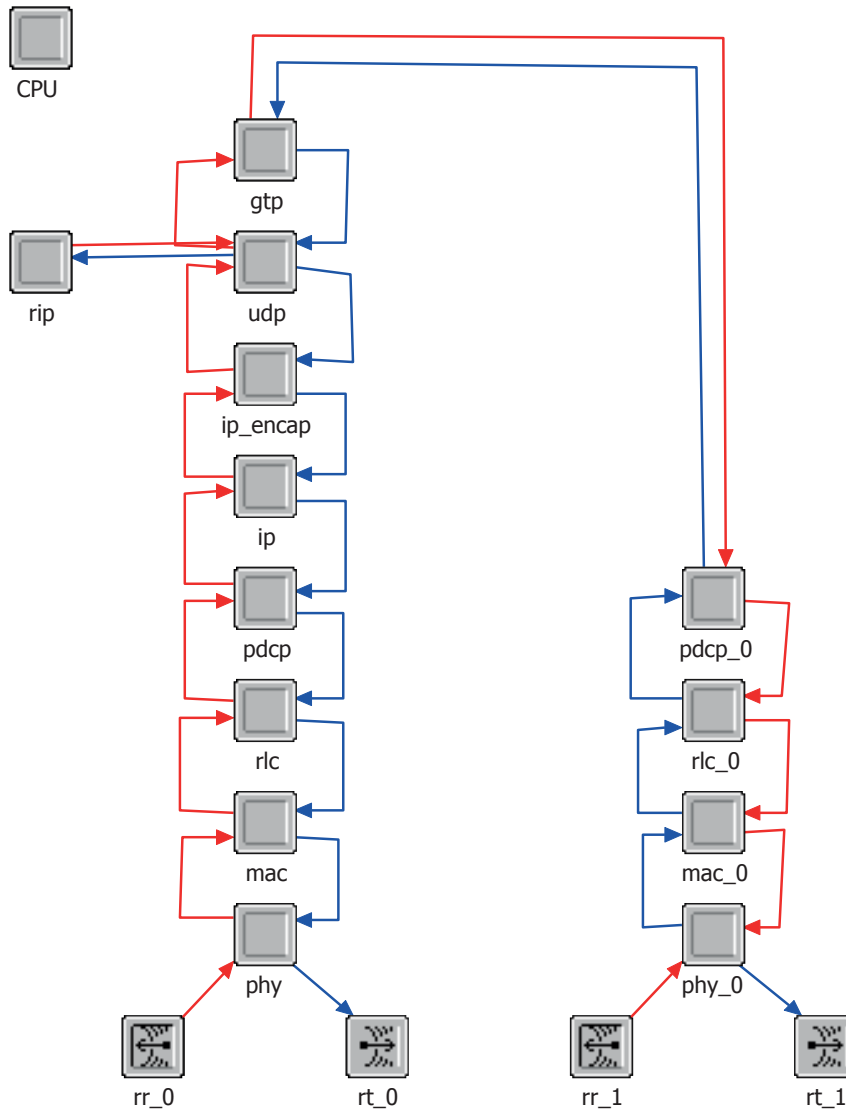 CPU
gtp
rip
udp
ip_encap
ip
pdcp
pdcp_0
rlc
rlc_0
mac
mac_0
phy
phy_0
rr_0
rt_0
rr_1
rt_1